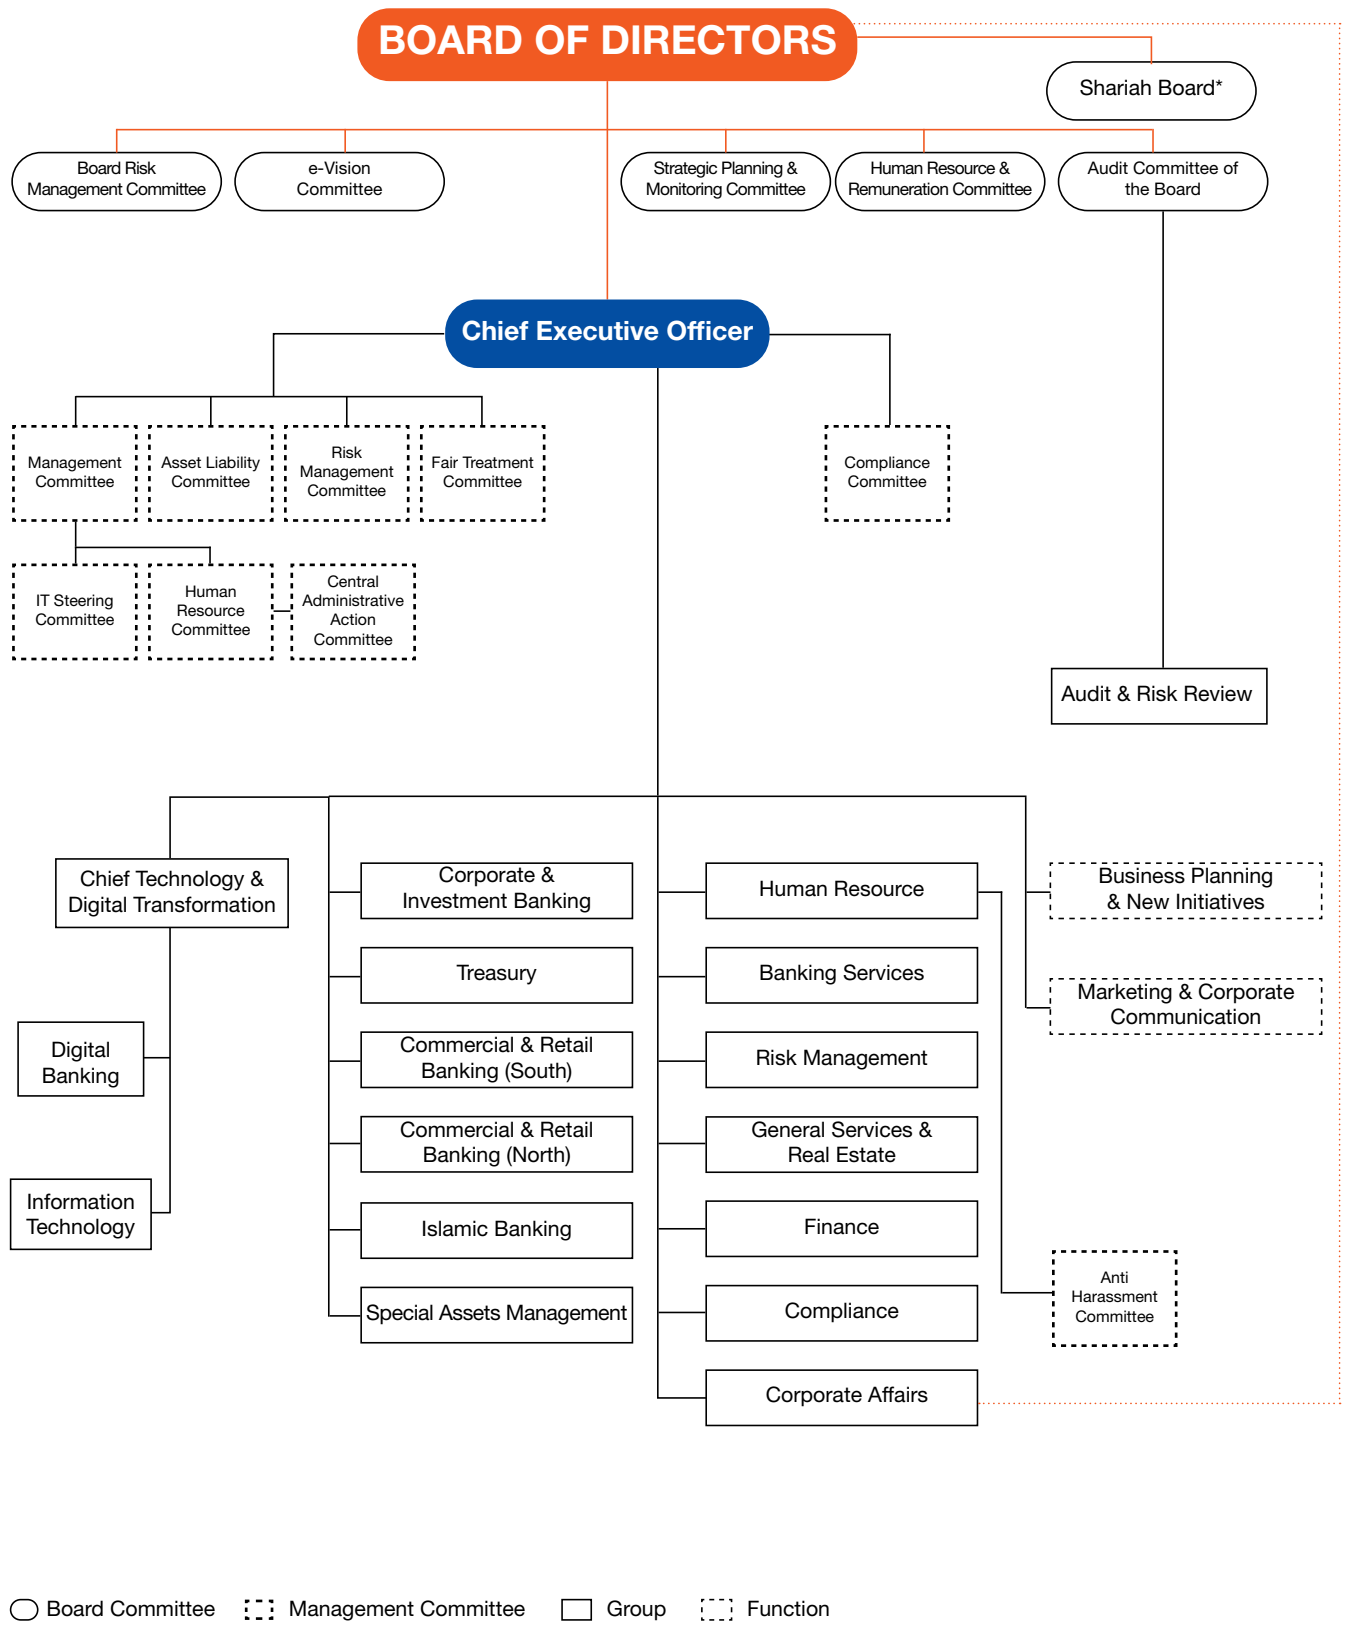 BOARD OF DIRECTORS
Shariah Board*
Board Risk
Management Committee
e-Vision
Committee
Strategic Planning &
Monitoring Committee
Human Resource &
Remuneration Committee
Audit Committee of
the Board
Chief Executive Officer
Management
Committee
Asset Liability
Committee
Risk
Management
Committee
Fair Treatment
Committee
Compliance
Committee
IT Steering
Committee
Human
Resource
Committee
Central
Administrative
Action
Committee
Audit & Risk Review
Chief Technology &
Digital Transformation
Digital
Banking
Information
Technology
Corporate &
Investment Banking
Treasury
Commercial & Retail
Banking (South)
Commercial & Retail
Banking (North)
Islamic Banking
Special Assets Management
Human Resource
Banking Services
Risk Management
General Services &
Real Estate
Finance
Compliance
Corporate Affairs
Business Planning
& New Initiatives
Marketing & Corporate
Communication
Anti
Harassment
Committee
Board Committee
Management Committee
Group
Function